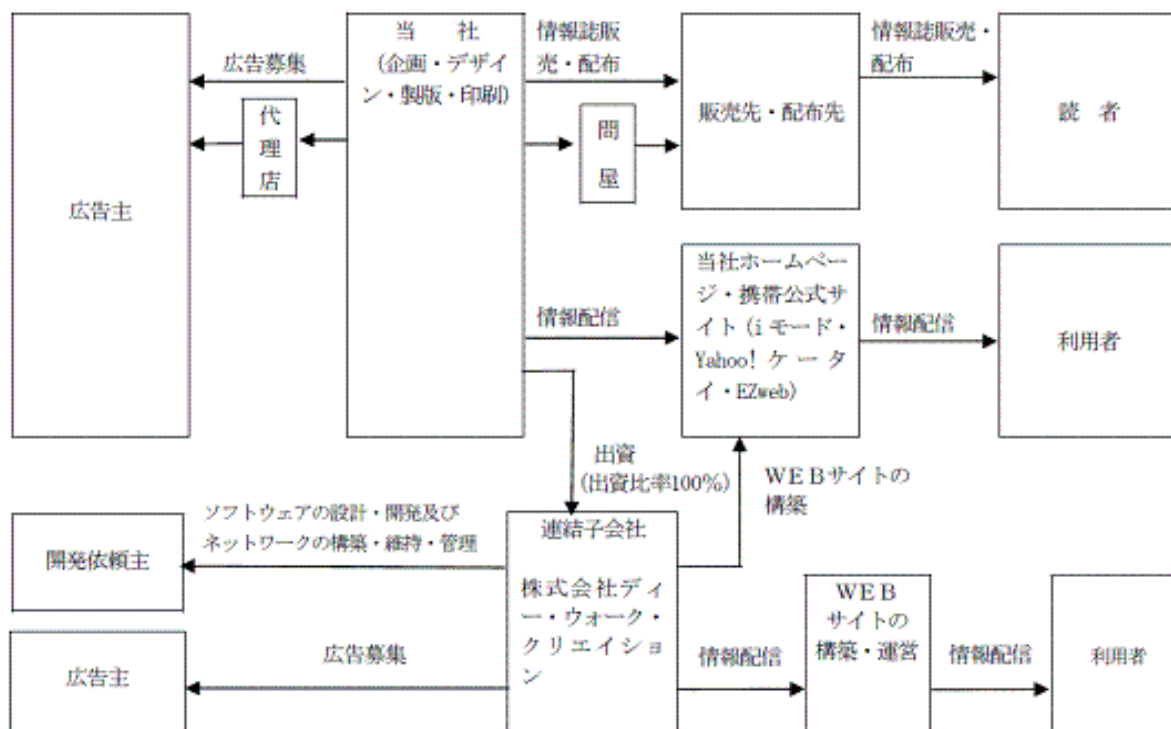 当 社
(企画・デザイ
ン・製版・印刷)
広告募集
代
理
店
広告主
情報誌販
売・配布
問
屋
販売先・配布先
情報誌販売・
配布
読 者
情報配信
当社ホームペー
ジ・携帯公式サ
イト(iモード・
Yahoo!ケータ
イ・EZweb)
情報配信
利用者
出資
(出資比率100%)
WEBサイトの
構築
ソフトウェアの設計・開発及び
ネットワークの構築・維持・管理
開発依頼主
連結子会社
株式会社ディ
ー・ウォーク・
クリエイショ
ン
広告募集
広告主
情報配信
WEB
サイトの
構築・運営
情報配信
利用者